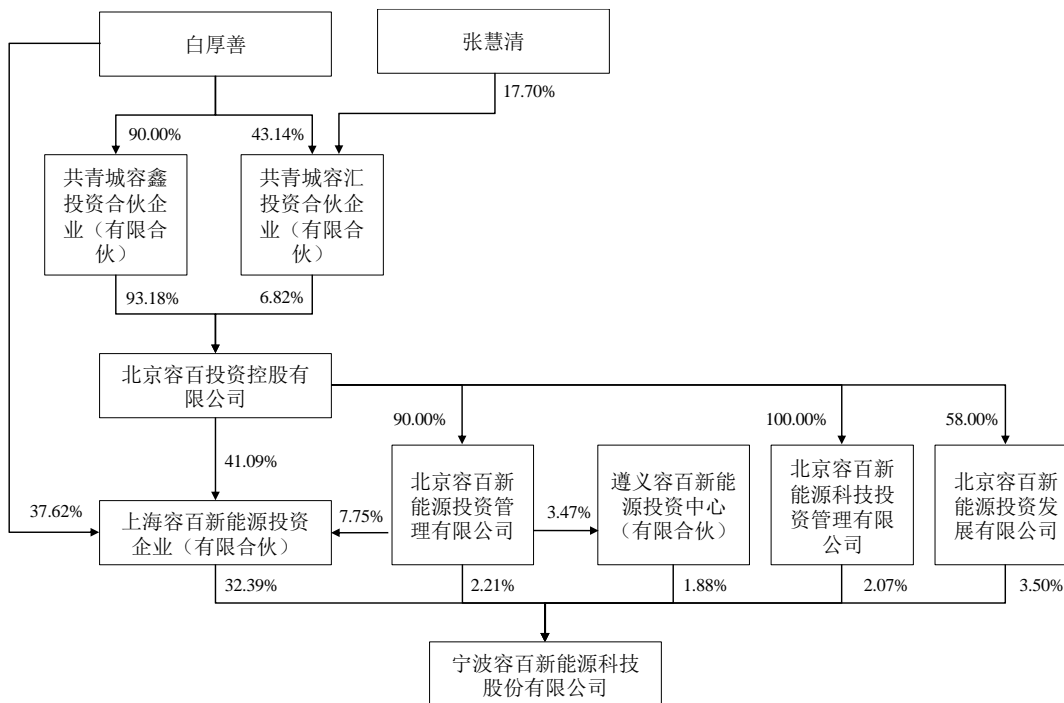 白厚善
张慧清
17.70%
90.00%
43.14%
共青城容鑫
投资合伙企
业（有限合
伙）
共青城容汇
投资合伙企
业（有限合
伙）
93.18%
6.82%
北京容百投资控股有
限公司
90.00%
100.00%
58.00%
41.09%
北京容百新
能源投资管
理有限公司
遵义容百新能
源投资中心
（有限合伙）
北京容百新
能源科技投
资管理有限
公司
北京容百新
能源投资发
展有限公司
37.62%
上海容百新能源投资
企业（有限合伙）
7.75%
3.47%
32.39%
2.21%
1.88%
2.07%
3.50%
宁波容百新能源科技
股份有限公司